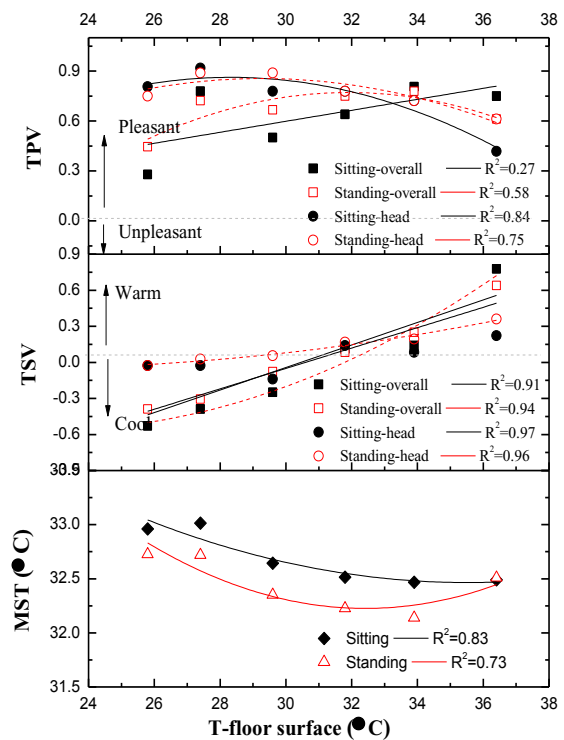 24 26 28 30 32 34 36 38
0.9
0.6
0.3
0.0
0.9
TPV
Pleasant
Unpleasant
Sitting-overall R²=0.27
Standing-overall R²=0.58
Sitting-head R²=0.84
Standing-head R²=0.75
0.6
0.3
0.0
-0.3
-0.6
TSV
Warm
Cool
Sitting-overall R²=0.91
Standing-overall R²=0.94
Sitting-head R²=0.97
Standing-head R²=0.96
33.0
32.5
32.0
31.5
MST (●C)
Sitting R²=0.83
Standing R²=0.73
24 26 28 30 32 34 36 38
T-floor surface (●C)